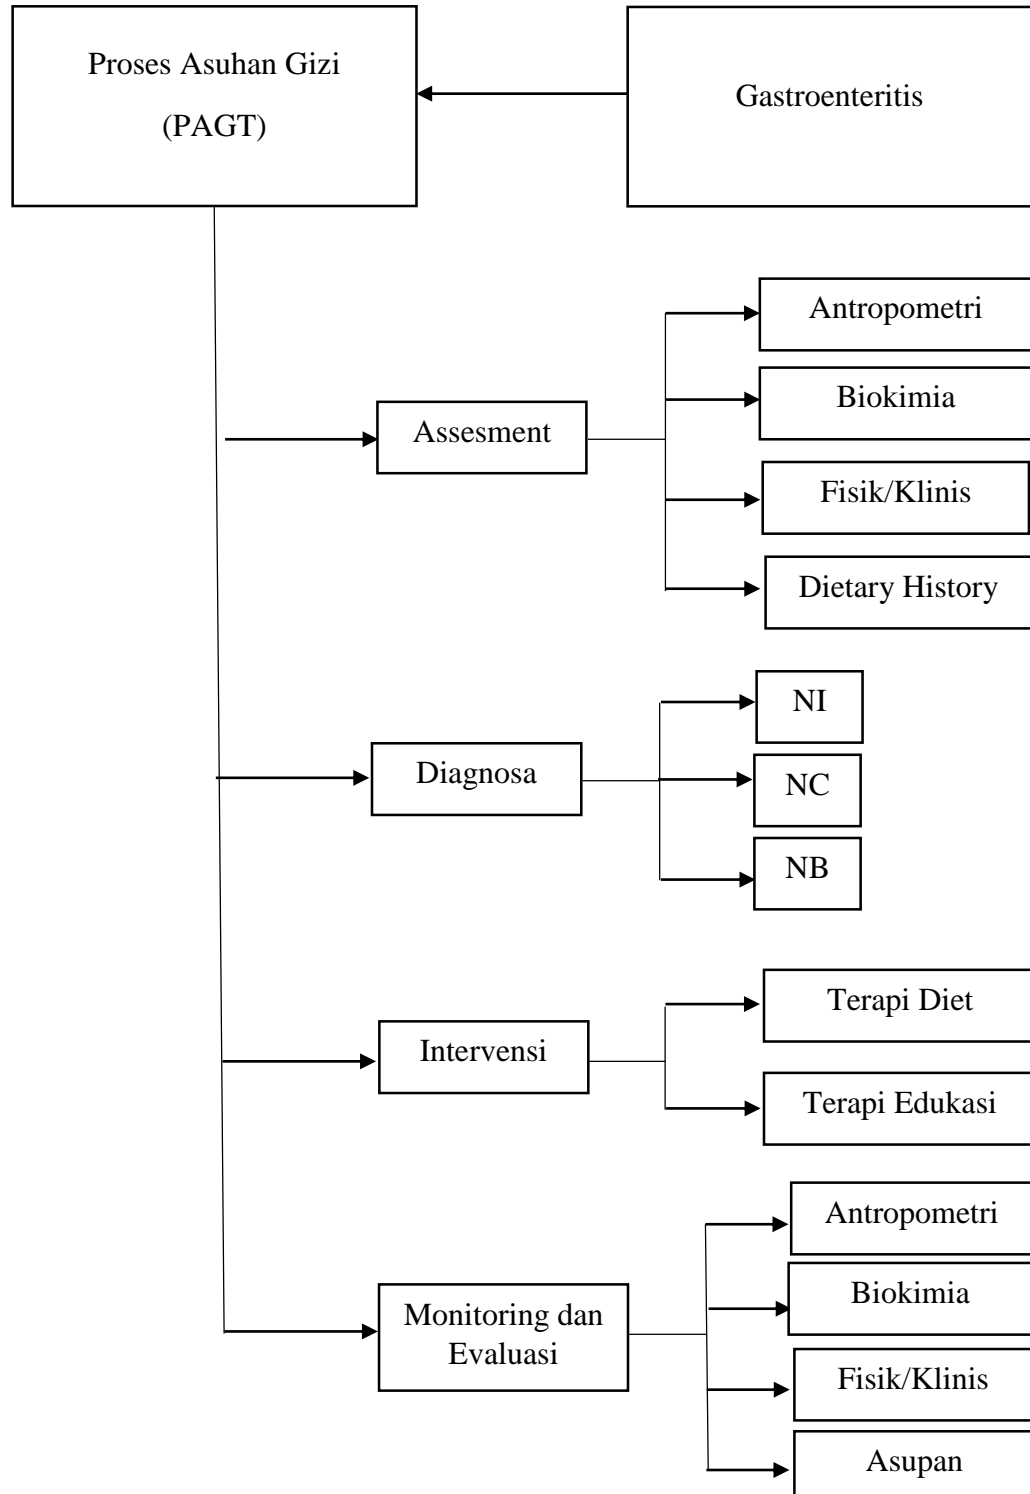 Proses Asuhan Gizi
(PAGT)
Gastroenteritis
Assesment
Antropometri
Biokimia
Fisik/Klinis
Dietary History
Diagnosa
NI
NC
NB
Intervensi
Terapi Diet
Terapi Edukasi
Monitoring dan
Evaluasi
Antropometri
Biokimia
Fisik/Klinis
Asupan